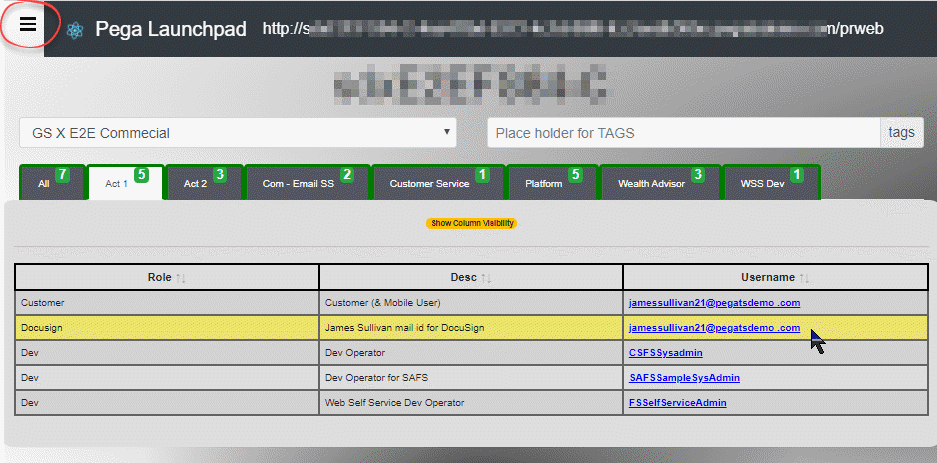 Pega Launchpad http://s m/prweb
GS X E2E Commecial
Place holder for TAGS tags
All 7 Act 1 5 Act 2 3 Com - Email SS 2 Customer Service 1 Platform 5 Wealth Advisor 3 WSS Dev 1
Show Column Visibility
Role Desc Username
Customer Customer (& Mobile User) jamessullivan21@pegatsdemo .com
Docusign James Sullivan mail id for DocuSign jamessullivan21@pegatsdemo .com
Dev Dev Operator CSFSSysadmin
Dev Dev Operator for SAFS SAFSSampleSysAdmin
Dev Web Self Service Dev Operator FSSelfServiceAdmin